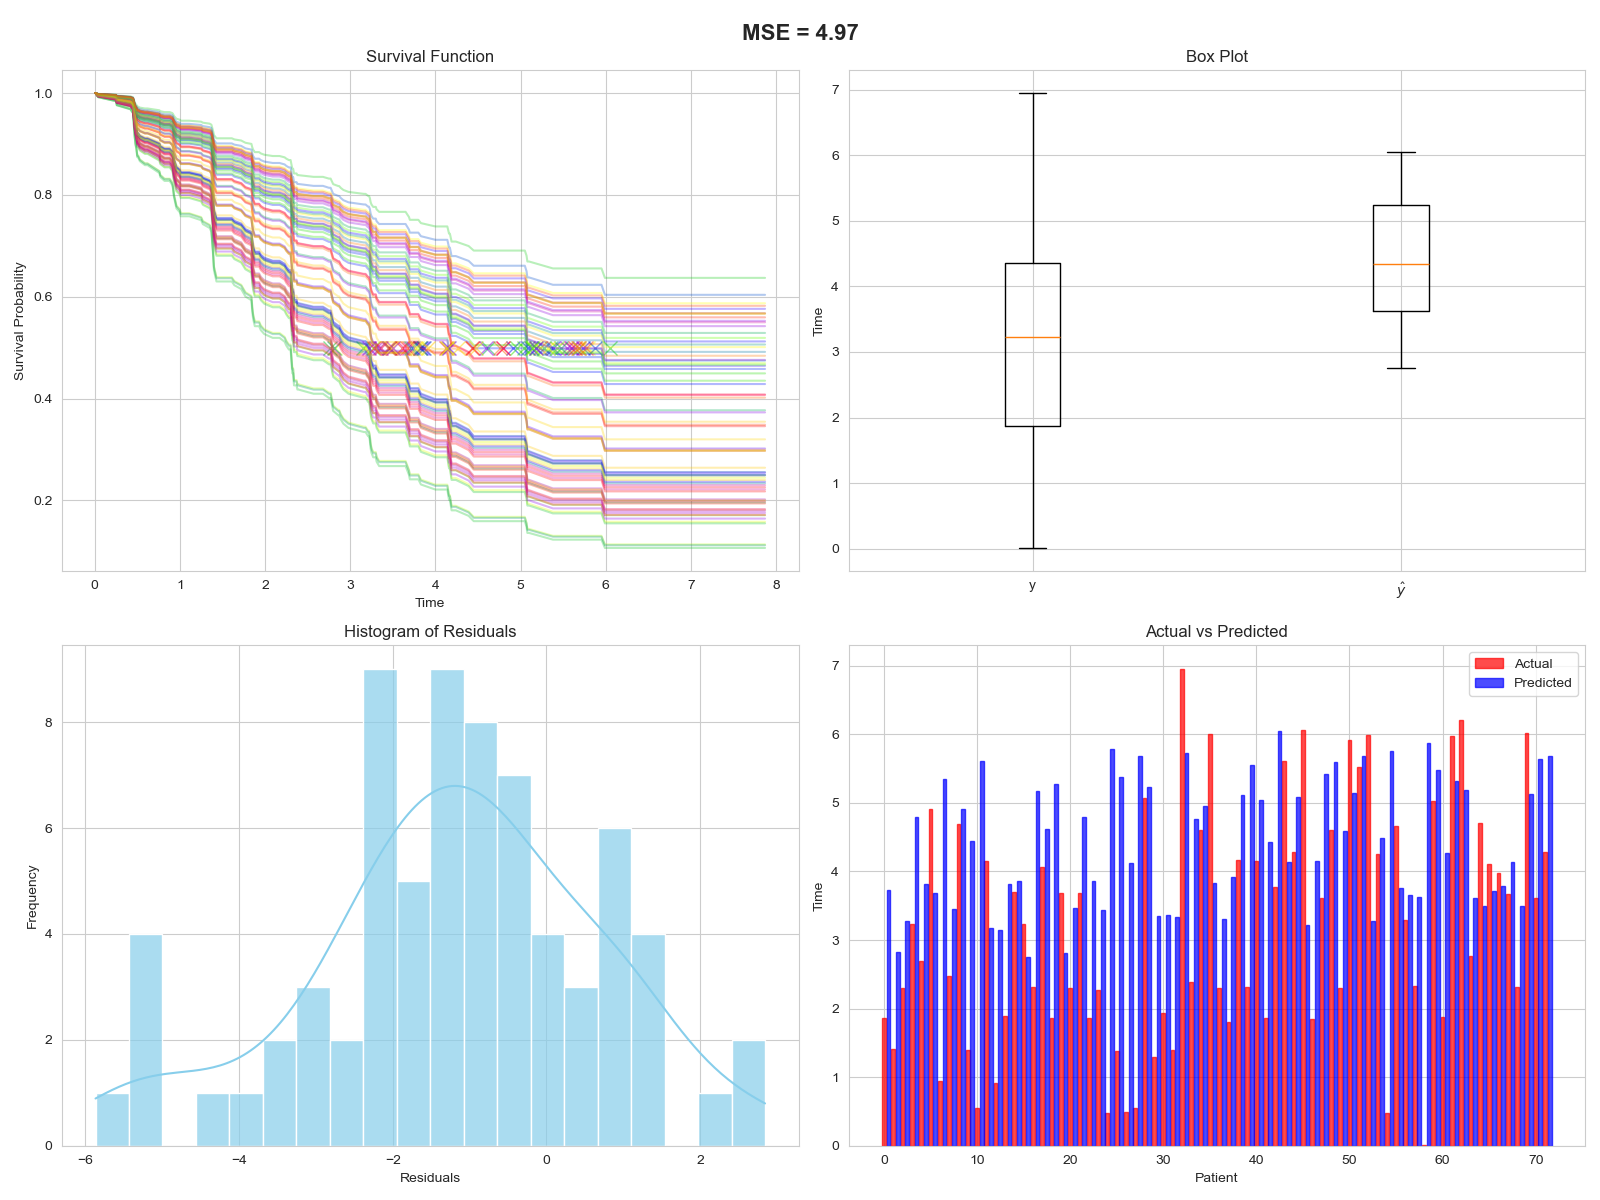 MSE = 4.97
Survival Function
1.0
0.8
0.6
0.4
0.2
Survival Probability
0 1 2 3 4 5 6 7 8
Time
Box Plot
7
6
5
4
3
2
1
0
Time
y ŷ
Histogram of Residuals
8
6
4
2
0
Frequency
−6 −4 −2 0 2
Residuals
Actual vs Predicted
Actual
Predicted
7
6
5
4
3
2
1
0
Time
0 10 20 30 40 50 60 70
Patient